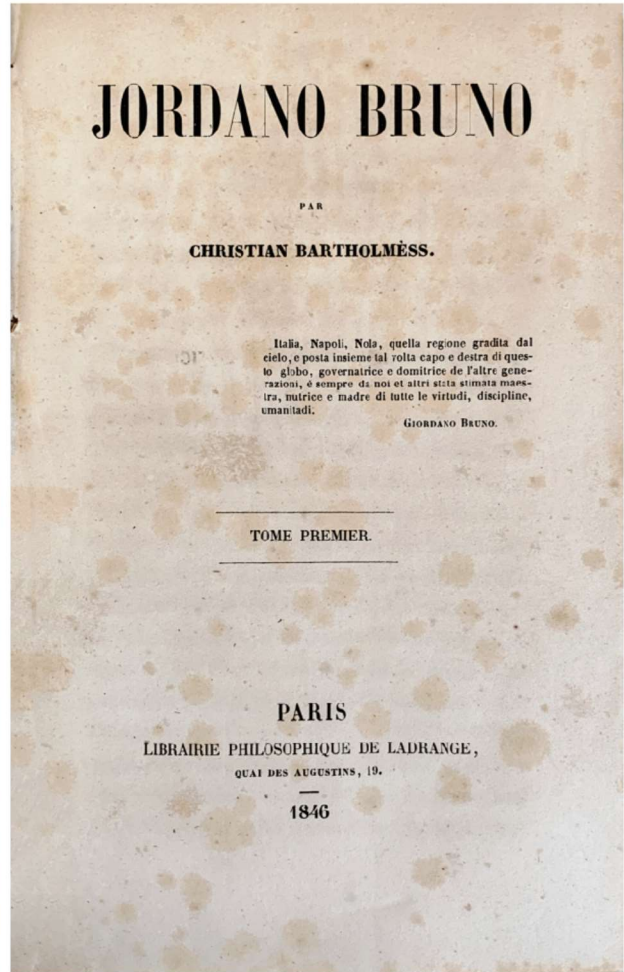 JORDANO BRUNO
PAR
CHRISTIAN BARTHOLMÈSS.
Italia, Napoli, Nola, quella regione gradita dal
cielo, e posta insieme tal volta capo e destra di ques-
to globo, governatrice e domitrice de l'altre gene-
razioni, è sempre da noi et altri stata stimata maes-
tra, nutrice e madre di tutte le virtudi, discipline,
umanitadi.
GIORDANO BRUNO.
TOME PREMIER.
PARIS
LIBRAIRIE PHILOSOPHIQUE DE LADRANGE,
QUAI DES AUGUSTINS, 19.
1846